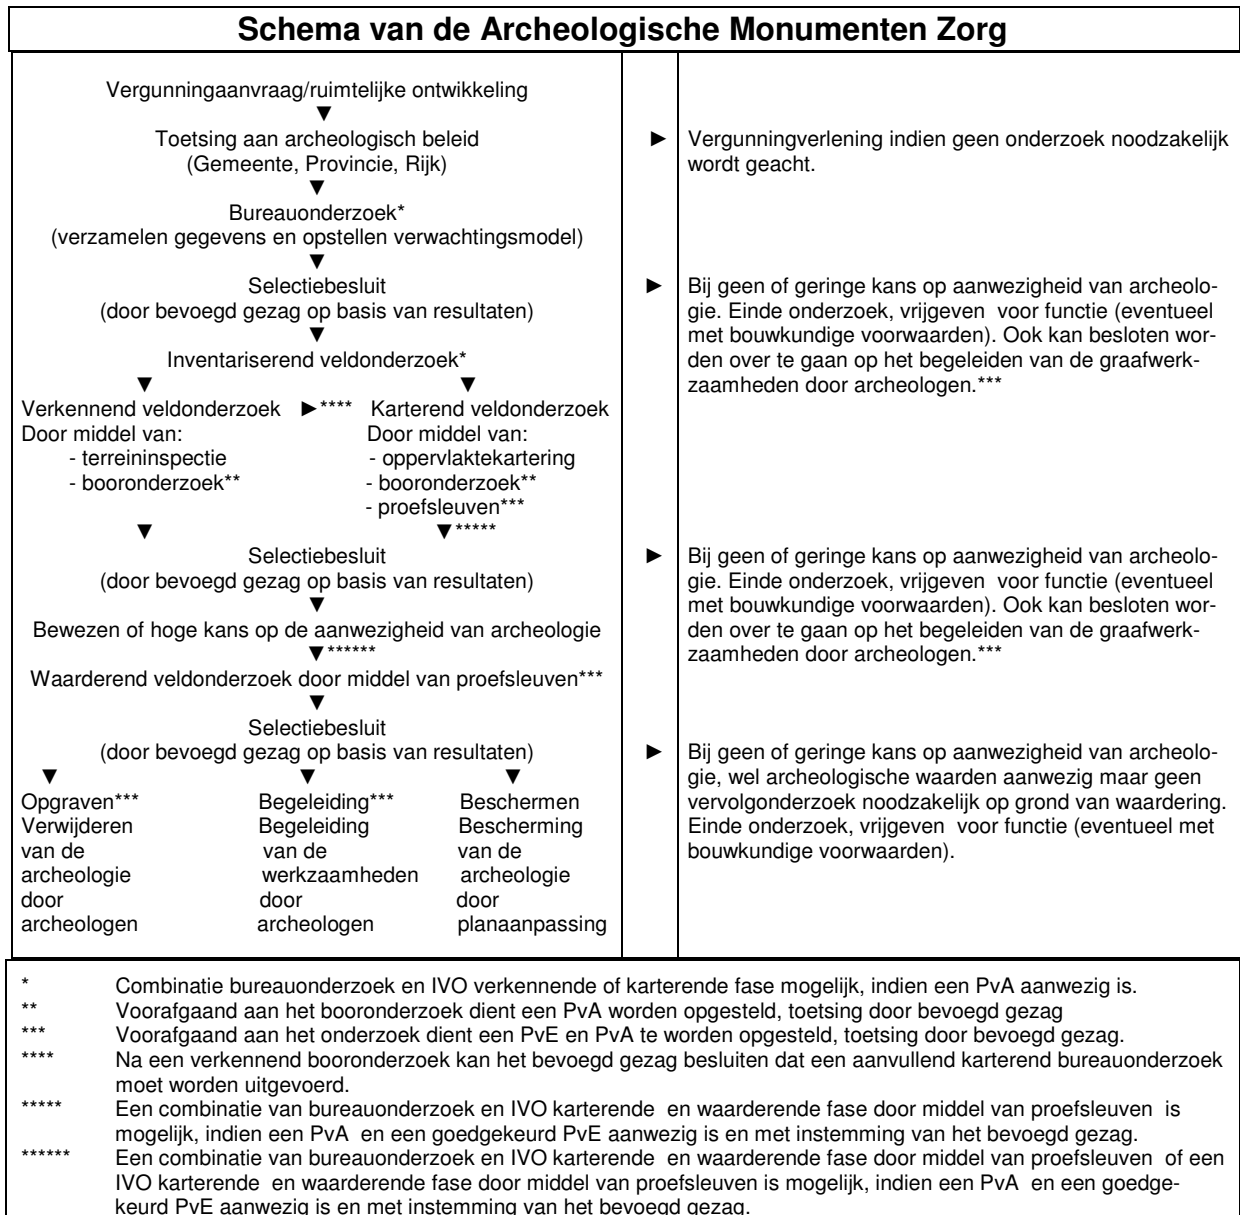 Schema van de Archeologische Monumenten Zorg
Vergunningaanvraag/ruimtelijke ontwikkeling
▼
Toetsing aan archeologisch beleid
(Gemeente, Provincie, Rijk)
► Vergunningverlening indien geen onderzoek noodzakelijk
wordt geacht.
▼
Bureauonderzoek*
(verzamelen gegevens en opstellen verwachtingsmodel)
▼
Selectiebesluit
(door bevoegd gezag op basis van resultaten)
► Bij geen of geringe kans op aanwezigheid van archeolo-
gie. Einde onderzoek, vrijgeven  voor functie (eventueel
met bouwkundige voorwaarden). Ook kan besloten wor-
den over te gaan op het begeleiden van de graafwerk-
zaamheden door archeologen.***
▼
Inventariserend veldonderzoek*
▼ ▼
Verkennend veldonderzoek ►**** Karterend veldonderzoek
Door middel van: Door middel van:
- terreininspectie - oppervlaktekartering
- booronderzoek** - booronderzoek**
- proefsleuven***
▼ ▼*****
Selectiebesluit
(door bevoegd gezag op basis van resultaten)
► Bij geen of geringe kans op aanwezigheid van archeolo-
gie. Einde onderzoek, vrijgeven  voor functie (eventueel
met bouwkundige voorwaarden). Ook kan besloten wor-
den over te gaan op het begeleiden van de graafwerk-
zaamheden door archeologen.***
▼
Bewezen of hoge kans op de aanwezigheid van archeologie
▼******
Waarderend veldonderzoek door middel van proefsleuven***
▼
Selectiebesluit
(door bevoegd gezag op basis van resultaten)
► Bij geen of geringe kans op aanwezigheid van archeolo-
gie, wel archeologische waarden aanwezig maar geen
vervolgonderzoek noodzakelijk op grond van waardering.
Einde onderzoek, vrijgeven  voor functie (eventueel met
bouwkundige voorwaarden).
▼ ▼ ▼
Opgraven*** Begeleiding*** Beschermen
Verwijderen Begeleiding Bescherming
van de van de van de
archeologie werkzaamheden archeologie
door door door
archeologen archeologen planaanpassing
* Combinatie bureauonderzoek en IVO verkennende of karterende fase mogelijk, indien een PvA aanwezig is.
** Voorafgaand aan het booronderzoek dient een PvA worden opgesteld, toetsing door bevoegd gezag
*** Voorafgaand aan het onderzoek dient een PvE en PvA te worden opgesteld, toetsing door bevoegd gezag.
**** Na een verkennend booronderzoek kan het bevoegd gezag besluiten dat een aanvullend karterend bureauonderzoek
moet worden uitgevoerd.
***** Een combinatie van bureauonderzoek en IVO karterende  en waarderende fase door middel van proefsleuven  is
mogelijk, indien een PvA  en een goedgekeurd PvE aanwezig is en met instemming van het bevoegd gezag.
****** Een combinatie van bureauonderzoek en IVO karterende  en waarderende fase door middel van proefsleuven  of een
IVO karterende  en waarderende fase door middel van proefsleuven is mogelijk, indien een PvA  en een goedge-
keurd PvE aanwezig is en met instemming van het bevoegd gezag.